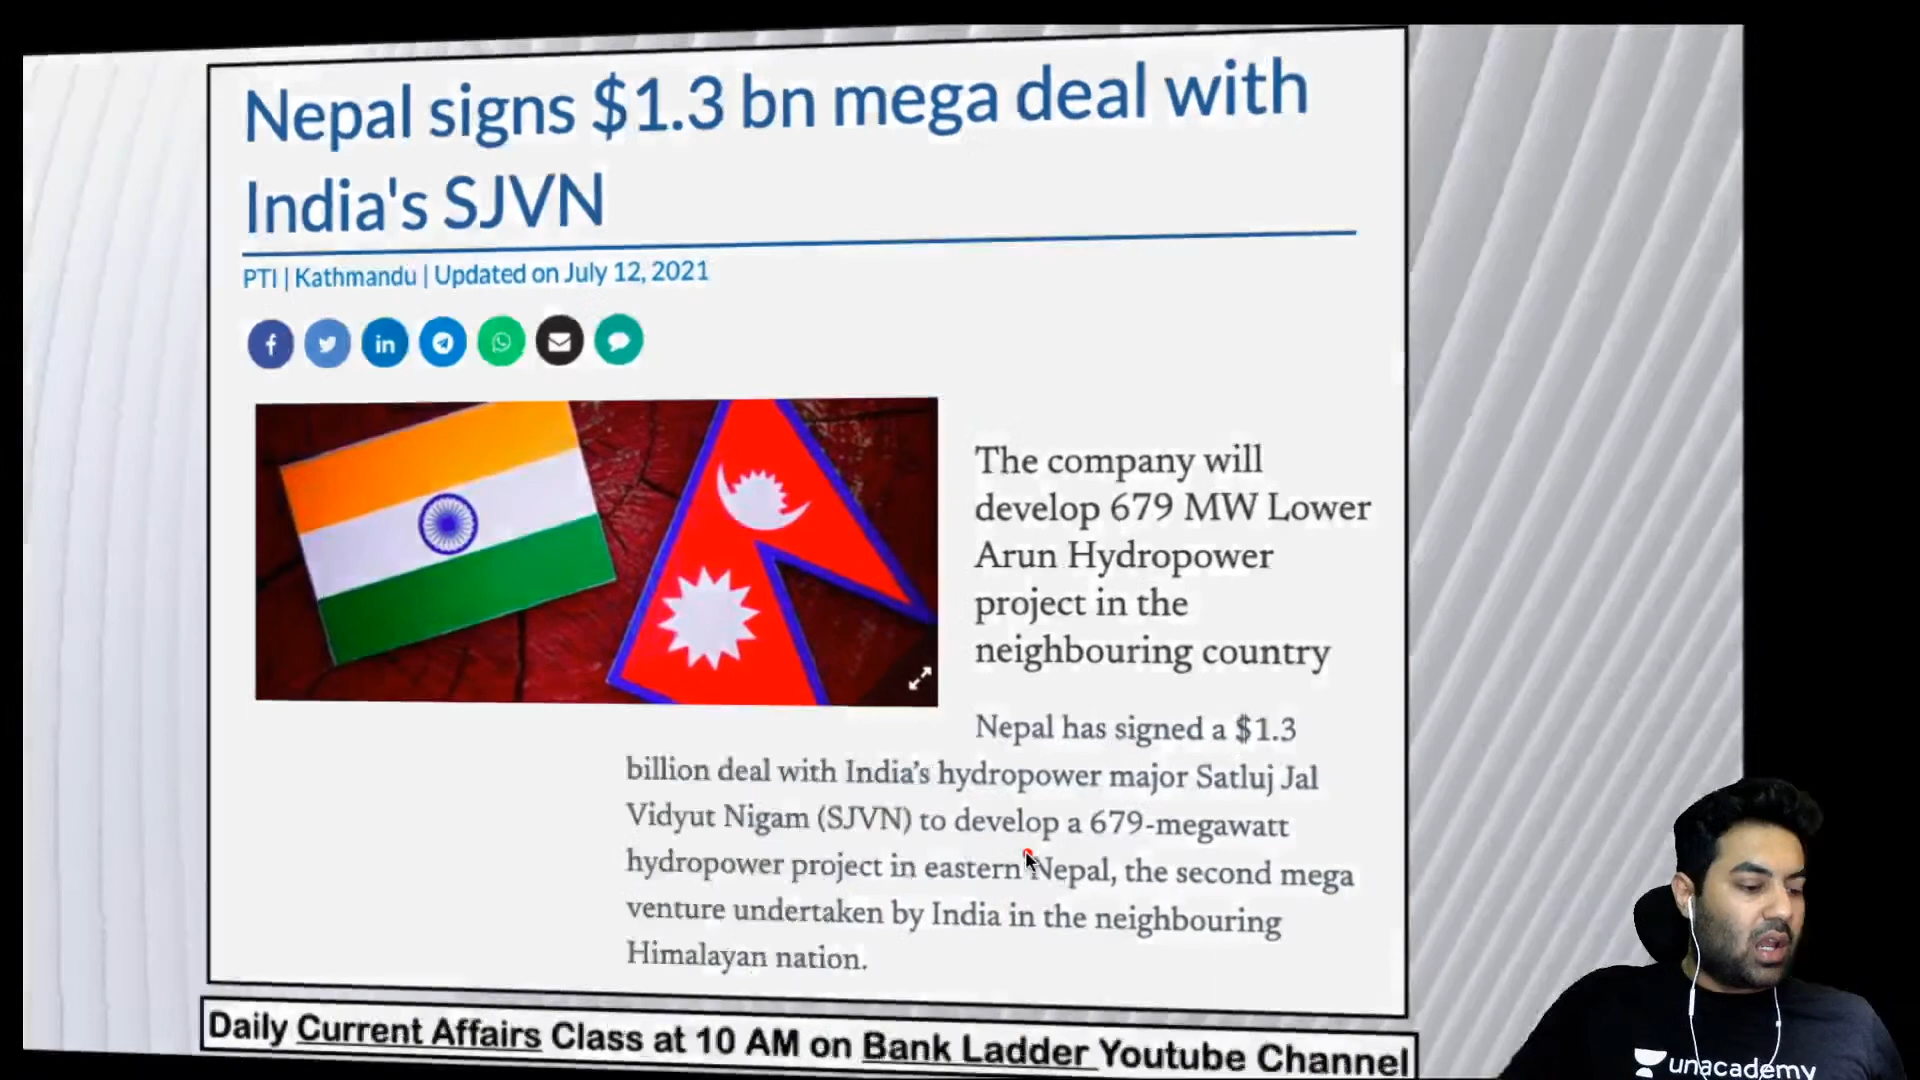 Nepal signs $1.3 bn mega deal with
India's SJVN
PTI | Kathmandu | Updated on July 12, 2021
The company will
develop 679 MW Lower
Arun Hydropower
project in the
neighbouring country
Nepal has signed a $1.3
billion deal with India’s hydropower major Satluj Jal
Vidyut Nigam (SJVN) to develop a 679-megawatt
hydropower project in eastern Nepal, the second mega
venture undertaken by India in the neighbouring
Himalayan nation.
Daily Current Affairs Class at 10 AM on Bank Ladder Youtube Channel
unacademy